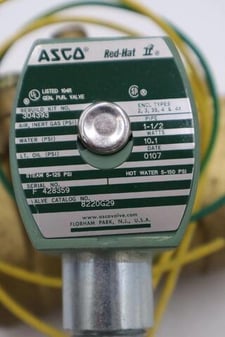 ASCO® Red-Hat II®
UL LISTED 104R
GEN. PUR. VALVE
ENCL. TYPES
2, 3, 3S, 4 & 4X
REBUILD KIT NO.
304393
PIPE
1-1/2
AIR, INERT GAS (PSI)
WATTS
10.1
WATER (PSI)
DATE
0107
LT. OIL (PSI)
STEAM 5-125 PSI HOT WATER 5-150 PSI
SERIAL NO.
F 428359
VALVE CATALOG NO.
8220G29
www.ascovalve.com
FLORHAM PARK, N.J., U.S.A.